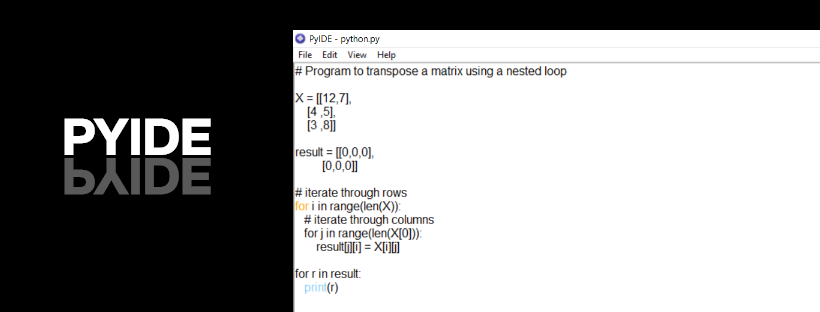 PYIDE
PyIDE - python.py
File Edit View Help
# Program to transpose a matrix using a nested loop
X = [[12,7],
[4 ,5],
[3 ,8]]
result = [[0,0,0],
[0,0,0]]
# iterate through rows
for i in range(len(X)):
# iterate through columns
for j in range(len(X[0])):
result[j][i] = X[i][j]
for r in result:
print(r)